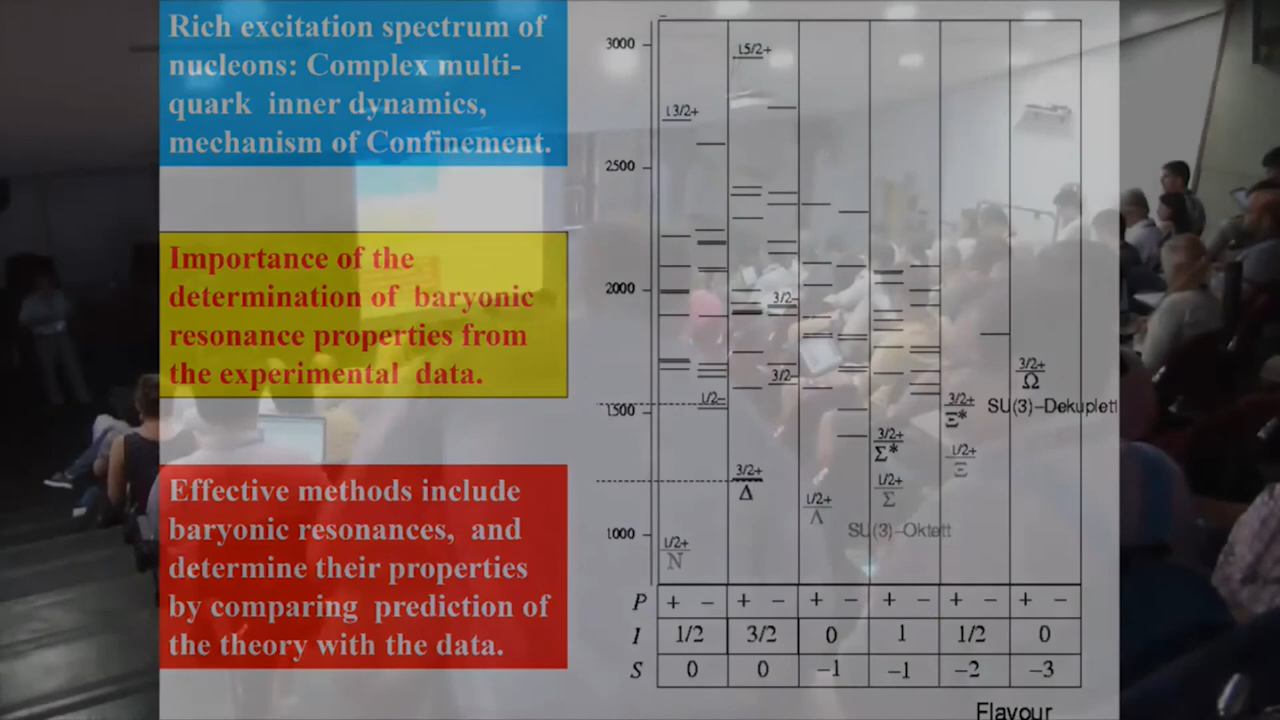 Rich excitation spectrum of
nucleons: Complex multi-
quark inner dynamics,
mechanism of Confinement.
Importance of the
determination of baryonic
resonance properties from
the experimental data.
Effective methods include
baryonic resonances, and
determine their properties
by comparing prediction of
the theory with the data.
3000
15/2+
13/2+
2500
2000
3/2-
3/2-
1/2-
1500
3/2+
Ω
3/2+
Ξ*
SU(3)-Dekuplett
3/2+
Σ*
1/2+
Ξ
3/2+
Δ
1/2+
Σ
1/2+
Λ
SU(3)-Oktett
1000
1/2+
N
P + − + − + − + − + − + −
I 1/2 3/2 0 1 1/2 0
S 0 0 −1 −1 −2 −3
Flavour